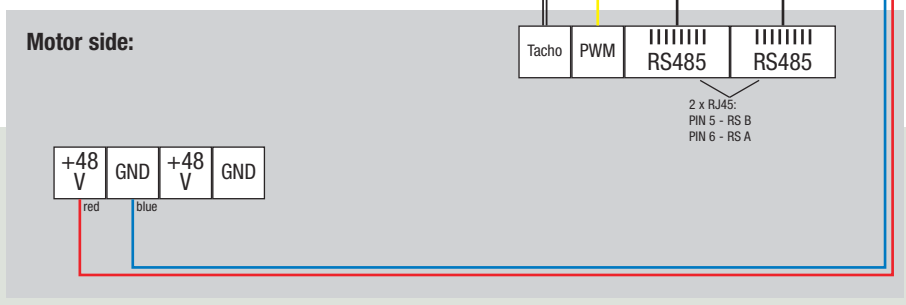 Motor side:
Tacho PWM RS485 RS485
2 x RJ45:
PIN 5 - RS B
PIN 6 - RS A
+48 V GND +48 V GND
red blue